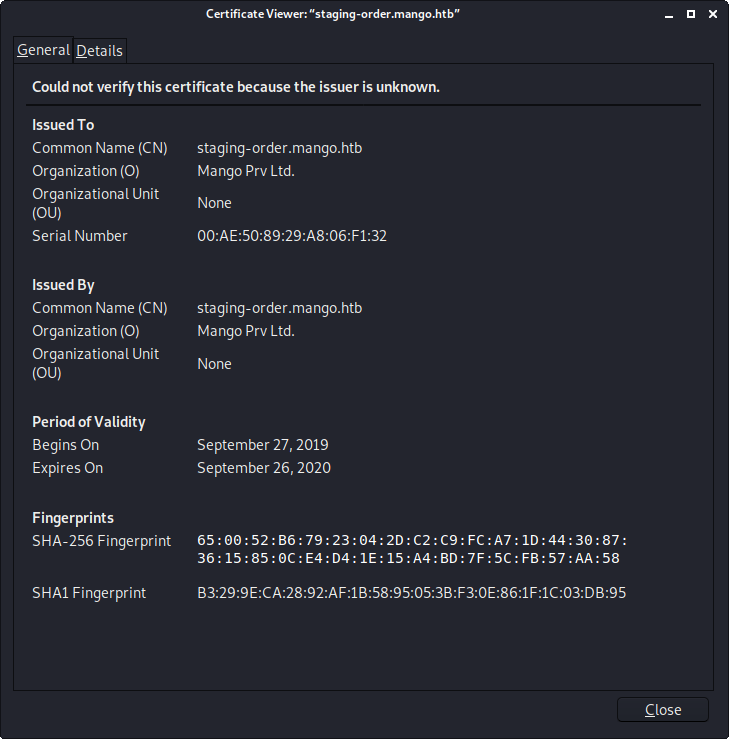 Certificate Viewer: “staging-order.mango.htb”
General Details
Could not verify this certificate because the issuer is unknown.
Issued To
Common Name (CN) staging-order.mango.htb
Organization (O) Mango Prv Ltd.
Organizational Unit (OU) None
Serial Number 00:AE:50:89:29:A8:06:F1:32
Issued By
Common Name (CN) staging-order.mango.htb
Organization (O) Mango Prv Ltd.
Organizational Unit (OU) None
Period of Validity
Begins On September 27, 2019
Expires On September 26, 2020
Fingerprints
SHA-256 Fingerprint 65:00:52:B6:79:23:04:2D:C2:C9:FC:A7:1D:44:30:87:
36:15:85:0C:E4:D4:1E:15:A4:BD:7F:5C:FB:57:AA:58
SHA1 Fingerprint B3:29:9E:CA:28:92:AF:1B:58:95:05:3B:F3:0E:86:1F:1C:03:DB:95
Close